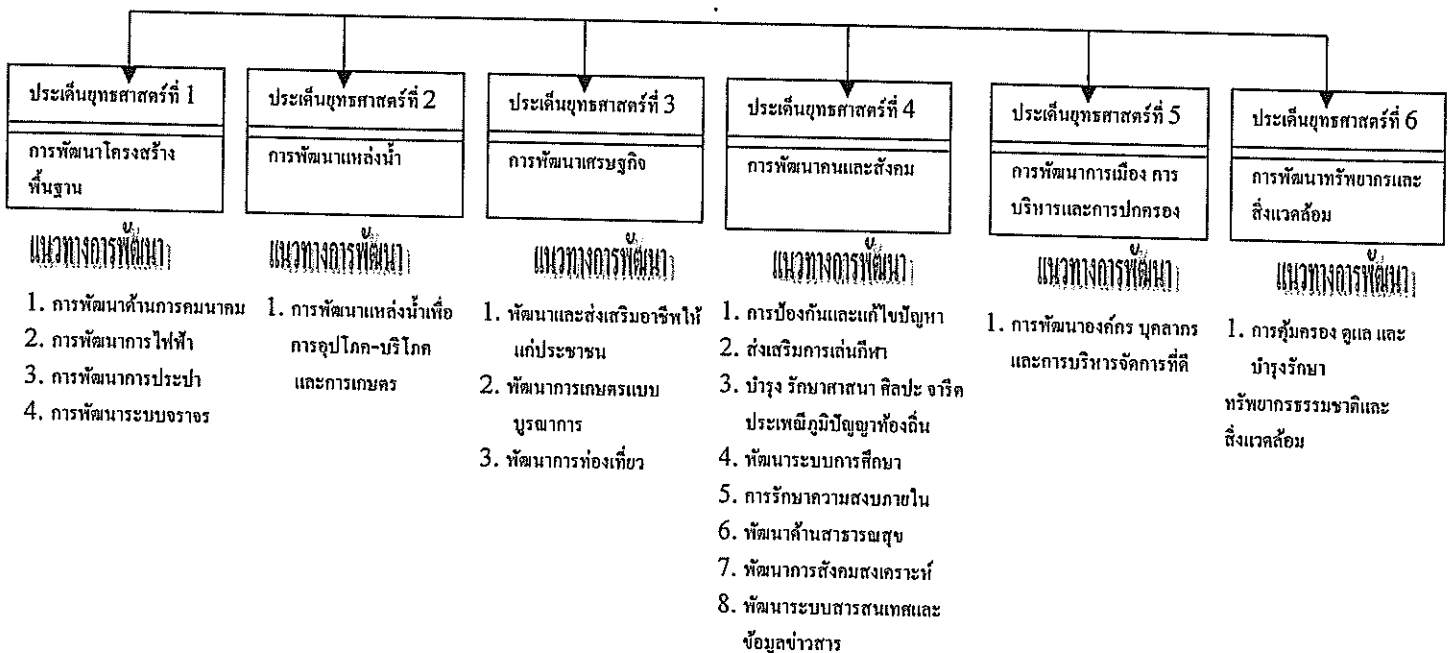 ประเด็นยุทธศาสตร์ที่ 1
การพัฒนาโครงสร้าง
พื้นฐาน
แนวทางการพัฒนา
1. การพัฒนาด้านการคมนาคม
2. การพัฒนาการไฟฟ้า
3. การพัฒนาการประปา
4. การพัฒนาระบบจราจร
ประเด็นยุทธศาสตร์ที่ 2
การพัฒนาแหล่งน้ำ
แนวทางการพัฒนา
1. การพัฒนาแหล่งน้ำเพื่อ
การอุปโภค-บริโภค
และการเกษตร
ประเด็นยุทธศาสตร์ที่ 3
การพัฒนาเศรษฐกิจ
แนวทางการพัฒนา
1. พัฒนาและส่งเสริมอาชีพให้
แก่ประชาชน
2. พัฒนาการเกษตรแบบ
บูรณาการ
3. พัฒนาการท่องเที่ยว
ประเด็นยุทธศาสตร์ที่ 4
การพัฒนาคนและสังคม
แนวทางการพัฒนา
1. การป้องกันและแก้ไขปัญหา
2. ส่งเสริมการเล่นกีฬา
3. บำรุง รักษาศาสนา ศิลปะ จารีต
ประเพณีภูมิปัญญาท้องถิ่น
4. พัฒนาระบบการศึกษา
5. การรักษาความสงบภายใน
6. พัฒนาด้านสาธารณสุข
7. พัฒนาการสังคมสงเคราะห์
8. พัฒนาระบบสารสนเทศและ
ข้อมูลข่าวสาร
ประเด็นยุทธศาสตร์ที่ 5
การพัฒนาการเมือง การ
บริหารและการปกครอง
แนวทางการพัฒนา
1. การพัฒนาองค์กร บุคลากร
และการบริหารจัดการที่ดี
ประเด็นยุทธศาสตร์ที่ 6
การพัฒนาทรัพยากรและ
สิ่งแวดล้อม
แนวทางการพัฒนา
1. การคุ้มครอง ดูแล และ
บำรุงรักษา
ทรัพยากรธรรมชาติและ
สิ่งแวดล้อม